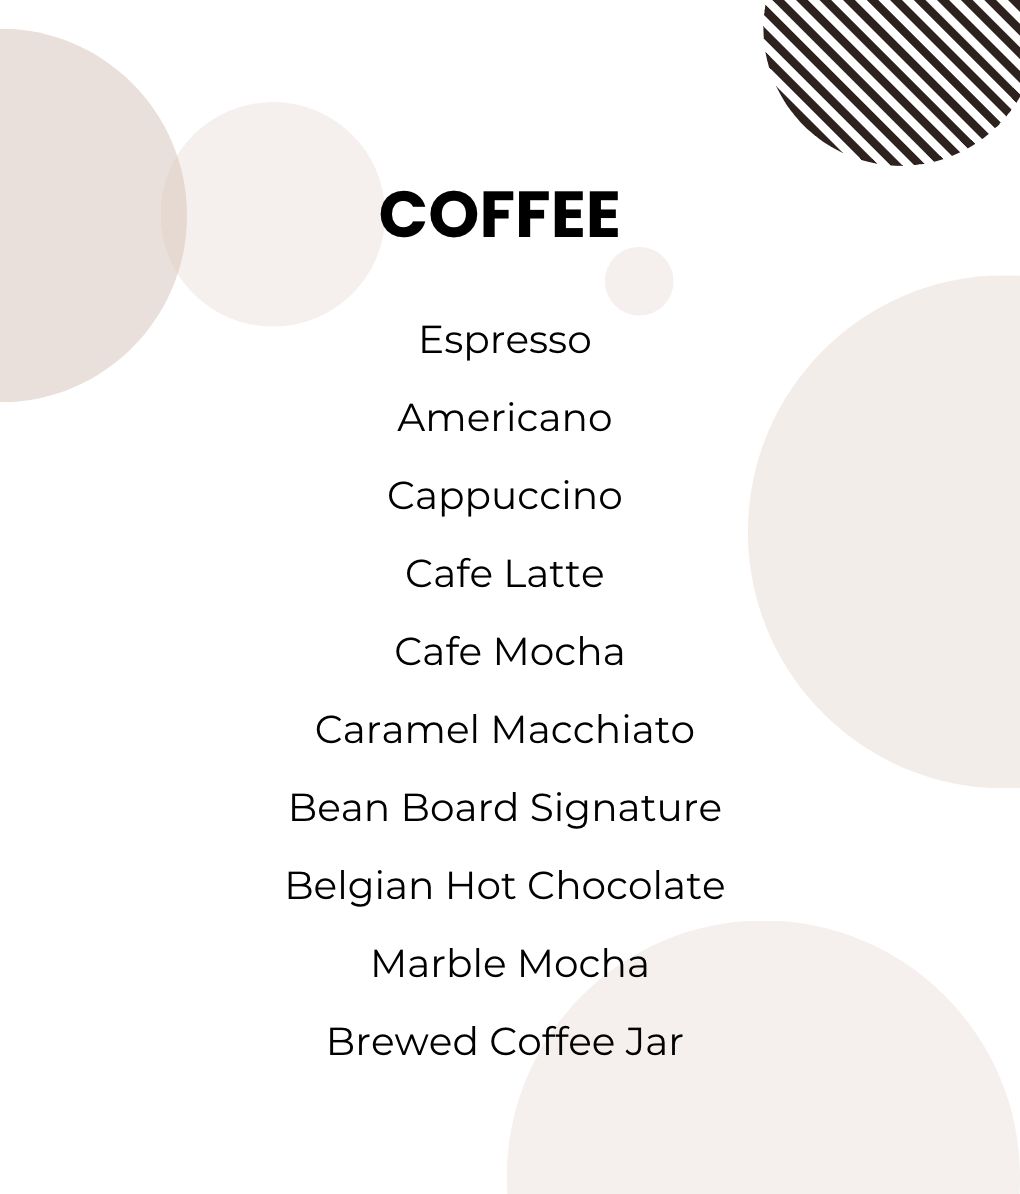 COFFEE
Espresso
Americano
Cappuccino
Cafe Latte
Cafe Mocha
Caramel Macchiato
Bean Board Signature
Belgian Hot Chocolate
Marble Mocha
Brewed Coffee Jar